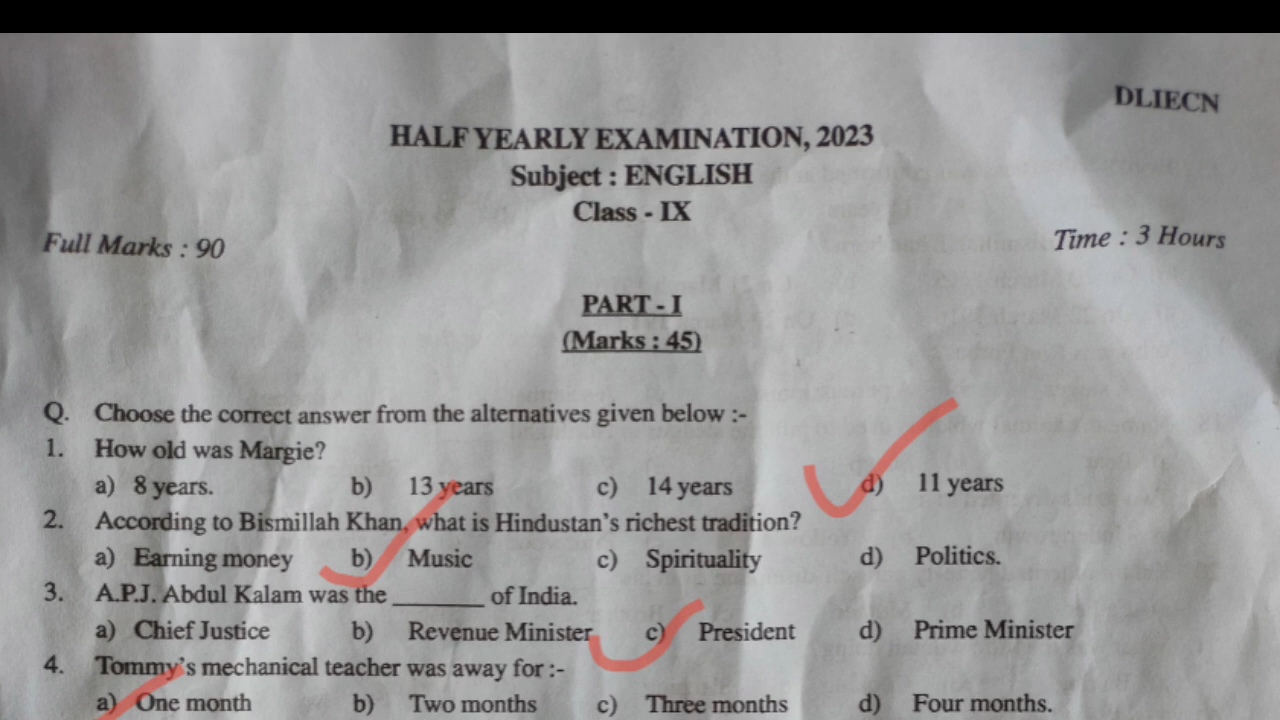 DLIECN
HALF YEARLY EXAMINATION, 2023
Subject : ENGLISH
Class - IX
Full Marks : 90 Time : 3 Hours
PART - I
(Marks : 45)
Q. Choose the correct answer from the alternatives given below :-
1. How old was Margie?
a) 8 years. b) 13 years c) 14 years d) 11 years
2. According to Bismillah Khan, what is Hindustan's richest tradition?
a) Earning money b) Music c) Spirituality d) Politics.
3. A.P.J. Abdul Kalam was the ________ of India.
a) Chief Justice b) Revenue Minister c) President d) Prime Minister
4. Tommy's mechanical teacher was away for :-
a) One month b) Two months c) Three months d) Four months.